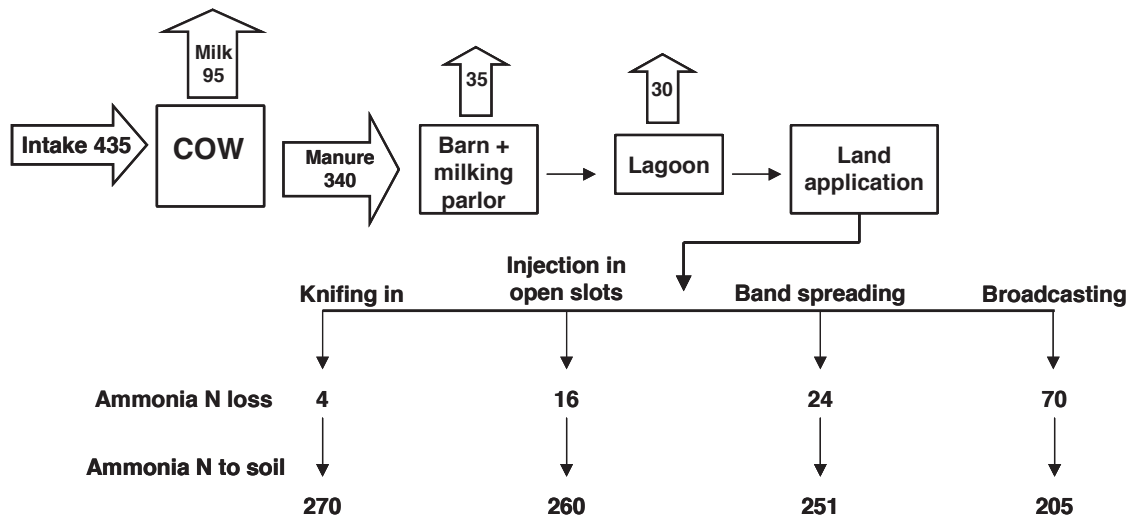 Milk
95
35
30
Intake 435
COW
Manure
340
Barn +
milking
parlor
Lagoon
Land
application
Knifing in
Injection in
open slots
Band spreading
Broadcasting
Ammonia N loss
4
16
24
70
Ammonia N to soil
270
260
251
205